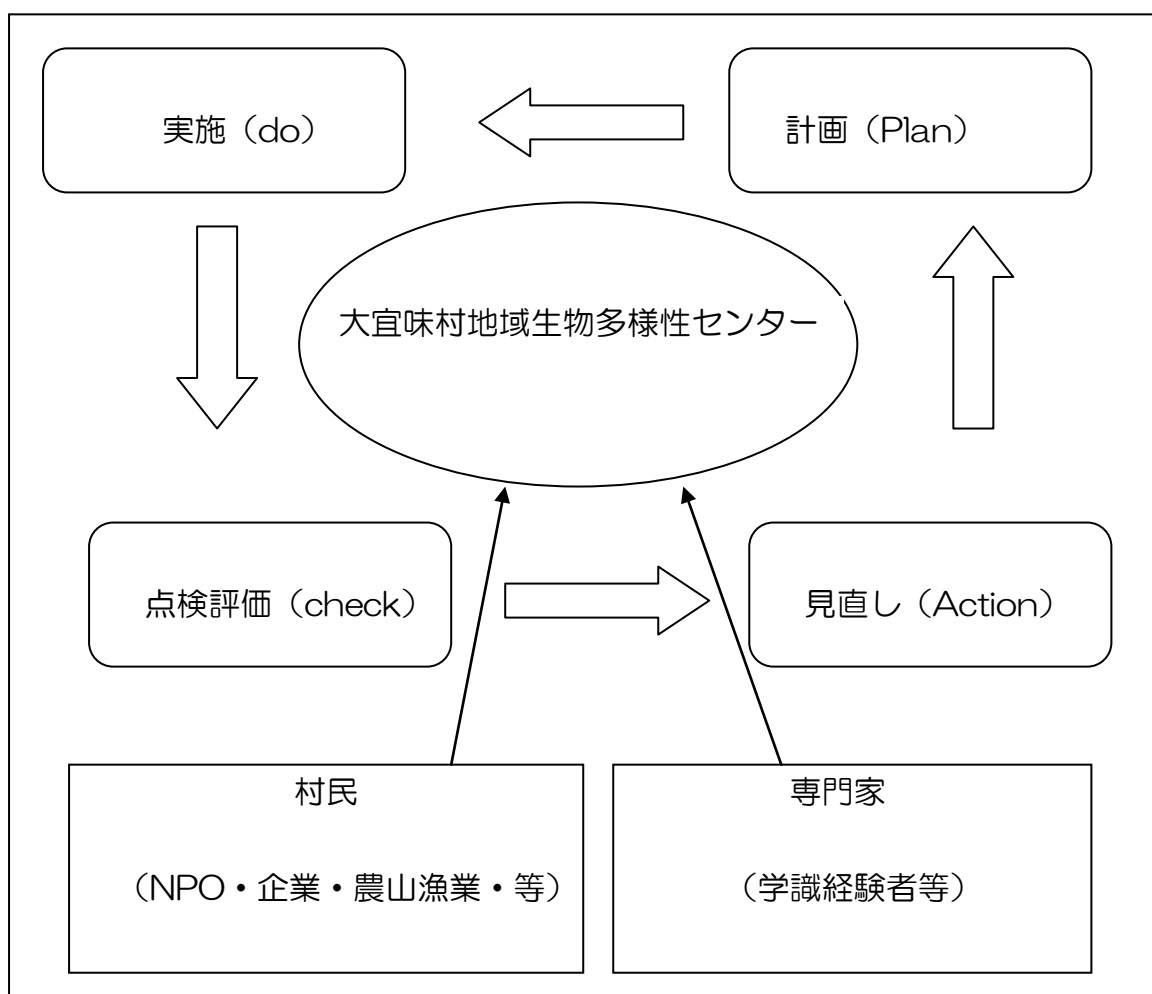 実施（do）
計画（Plan）
大宜味村地域生物多様性センター
点検評価（check）
見直し（Action）
村民
（NPO・企業・農山漁業・等）
専門家
（学識経験者等）